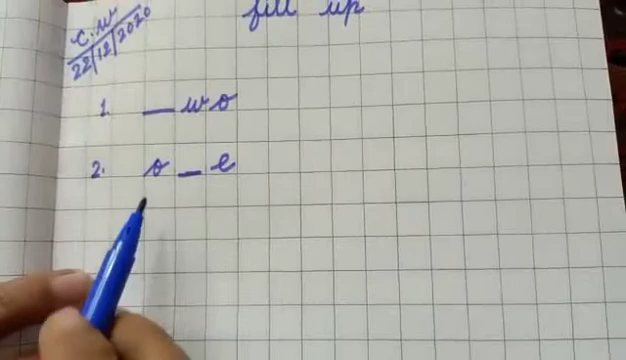 C.W
22/12/2020
fill up
1. _ w o
2. o _ e